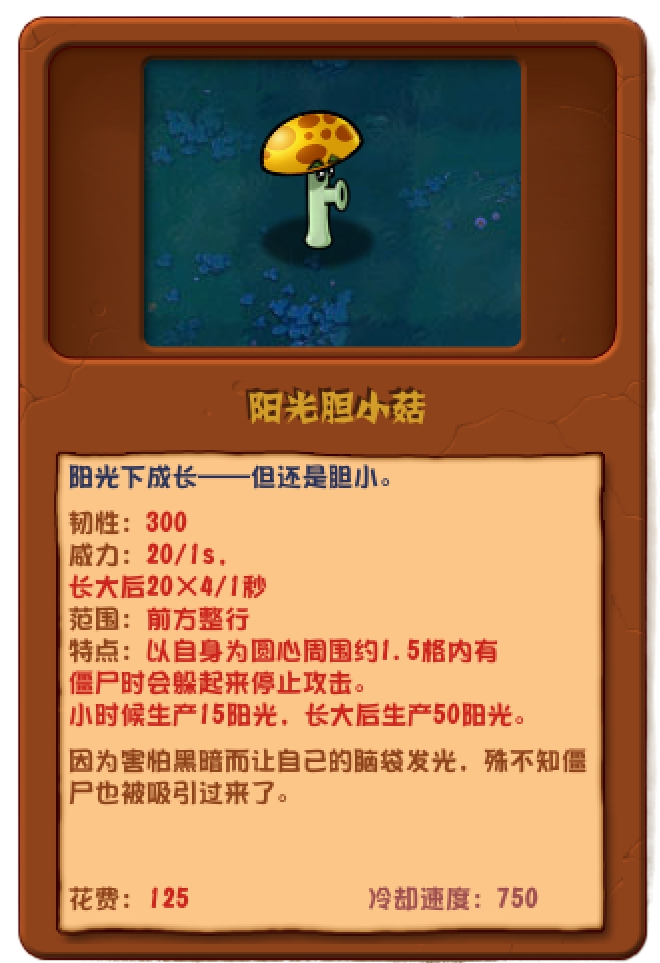 阳光胆小菇
阳光下成长——但还是胆小。
韧性：300
威力：20/1s，
长大后20×4/1秒
范围：前方整行
特点：以自身为圆心周围约1.5格内有
僵尸时会躲起来停止攻击。
小时候生产15阳光，长大后生产50阳光。
因为害怕黑暗而让自己的脑袋发光，殊不知僵
尸也被吸引过来了。
花费：125
冷却速度：750